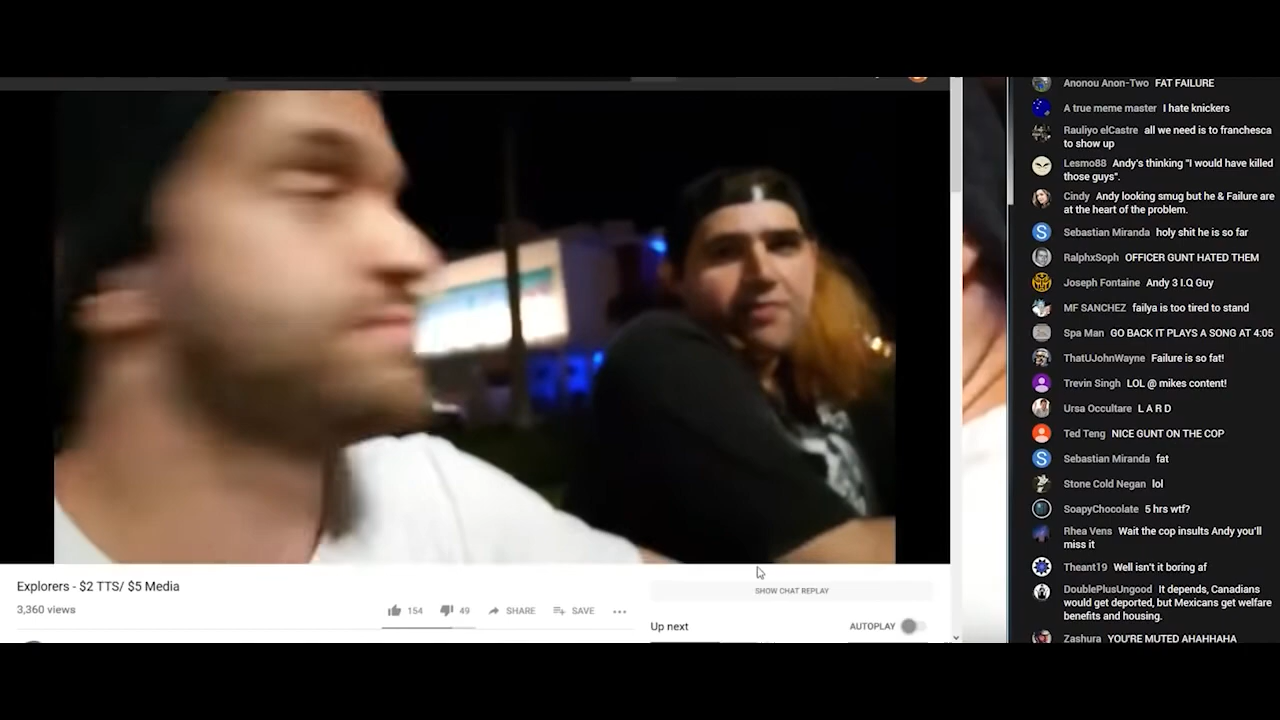 Explorers - $2 TTS/ $5 Media
3,360 views
154
49
SHARE
SAVE
SHOW CHAT REPLAY
Up next
AUTOPLAY
Anonou Anon-Two FAT FAILURE
A true meme master I hate knickers
Rauliyo elCastre all we need is to franchesca
to show up
Lesmo88 Andy's thinking "I would have killed
those guys".
Cindy Andy looking smug but he & Failure are
at the heart of the problem.
Sebastian Miranda holy shit he is so far
RalphxSoph OFFICER GUNT HATED THEM
Joseph Fontaine Andy 3 I.Q Guy
MF SANCHEZ failya is too tired to stand
Spa Man GO BACK IT PLAYS A SONG AT 4:05
ThatUJohnWayne Failure is so fat!
Trevin Singh LOL @ mikes content!
Ursa Occultare L A R D
Ted Teng NICE GUNT ON THE COP
Sebastian Miranda fat
Stone Cold Negan lol
SoapyChocolate 5 hrs wtf?
Rhea Vens Wait the cop insults Andy you'll
miss it
Theant19 Well isn't it boring af
DoublePlusUngood It depends, Canadians
would get deported, but Mexicans get welfare
benefits and housing.
Zashura YOU'RE MUTED AHAHHAHA